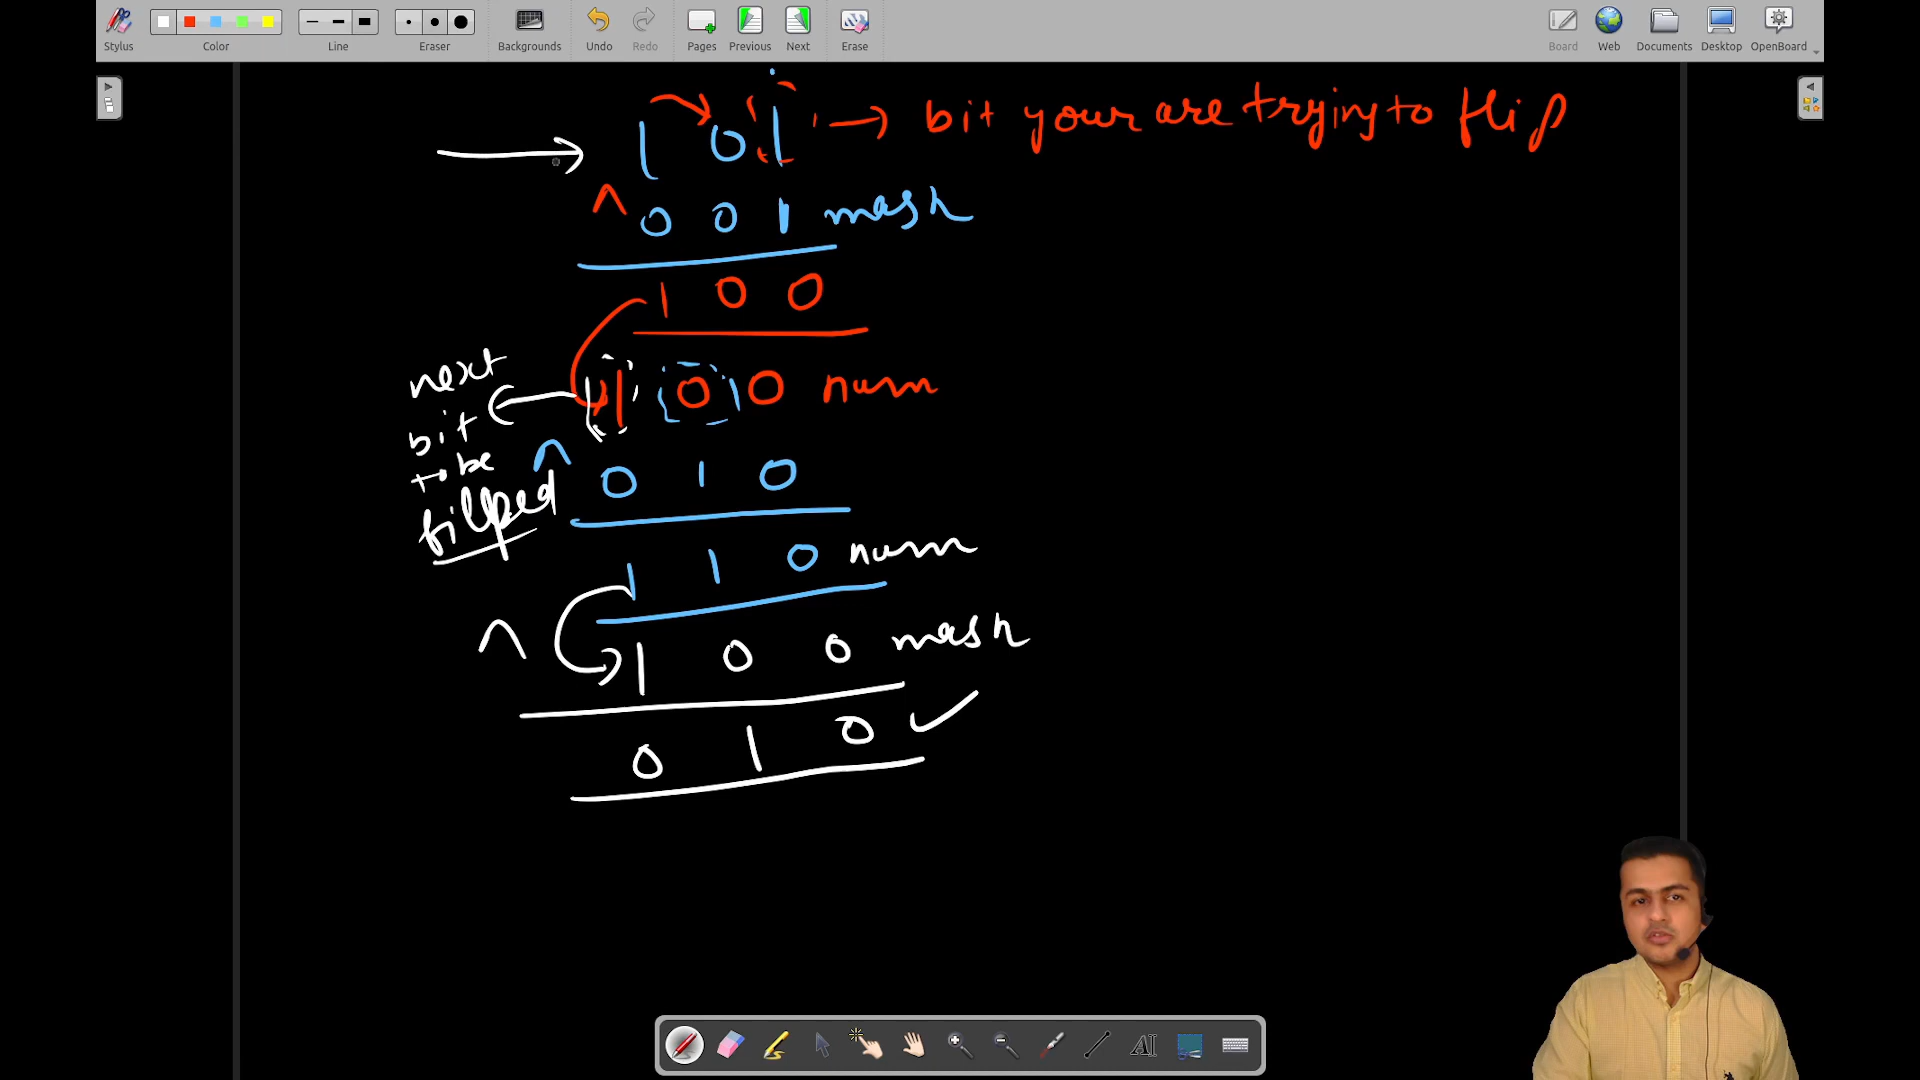 Stylus Color Line Eraser Backgrounds Undo Redo Pages Previous Next Erase Board Web Documents Desktop OpenBoard
1 0 1 → bit your are trying to flip
^ 0 0 1 mask
1 0 0
next
bit
to be
fillped
1 0 0 num
^ 0 1 0
1 1 0 num
^ 1 0 0 mask
0 1 0 ✓